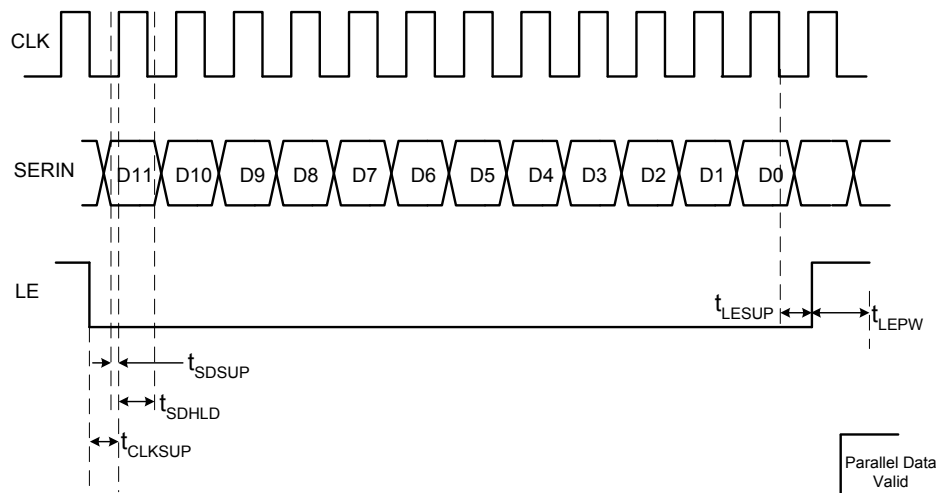 CLK
SERIN
D11 D10 D9 D8 D7 D6 D5 D4 D3 D2 D1 D0
LE
tLESUP
tLEPW
tSDSUP
tSDHLD
tCLKSUP
Parallel Data
Valid